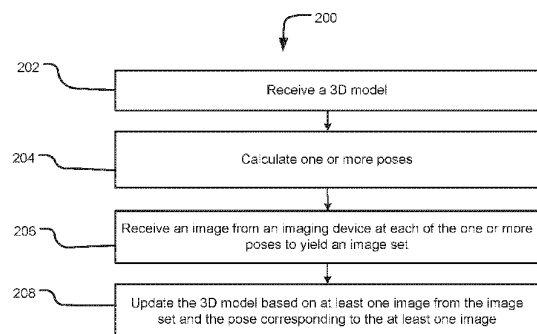 200
202
Receive a 3D model
204
Calculate one or more poses
206
Receive an image from an imaging device at each of the one or more
poses to yield an image set
208
Update the 3D model based on at least one image from the image
set and the pose corresponding to the at least one image